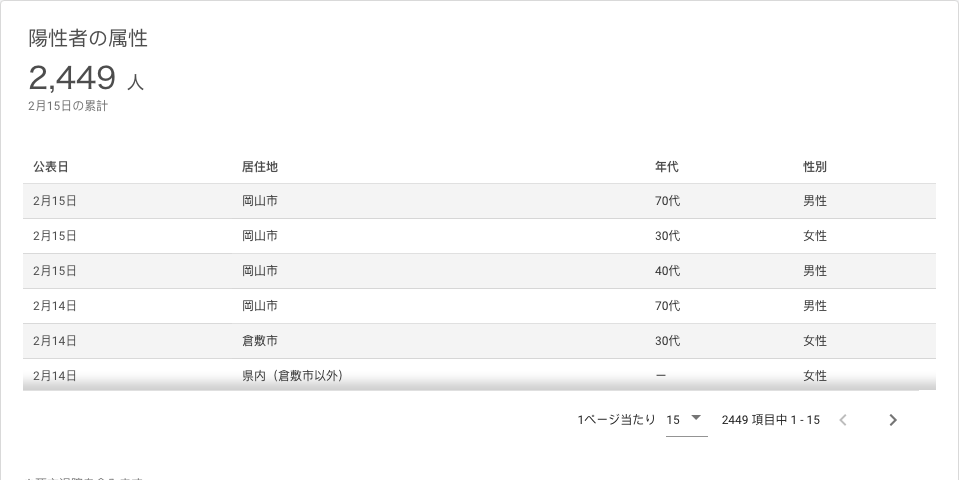 陽性者の属性
2,449 人
2月15日の累計
公表日 居住地 年代 性別
2月15日 岡山市 70代 男性
2月15日 岡山市 30代 女性
2月15日 岡山市 40代 男性
2月14日 岡山市 70代 男性
2月14日 倉敷市 30代 女性
2月14日 県内（倉敷市以外） ー 女性
1ページ当たり 15 2449 項目中 1 - 15